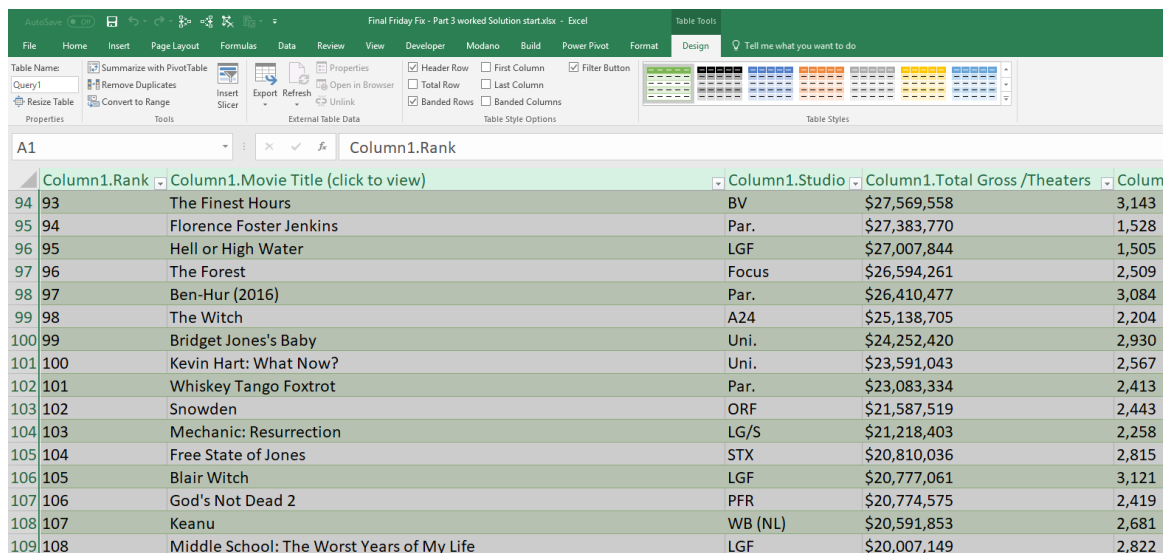 AutoSave Off Final Friday Fix - Part 3 worked Solution start.xlsx - Excel Table Tools
File Home Insert Page Layout Formulas Data Review View Developer Modano Build Power Pivot Format Design Tell me what you want to do
Table Name: Summarize with PivotTable Properties Header Row First Column Filter Button
Query1 Remove Duplicates Insert Slicer Export Refresh Open in Browser Total Row Last Column
Resize Table Convert to Range Unlink Banded Rows Banded Columns
Properties Tools External Table Data Table Style Options Table Styles
A1 fx Column1.Rank
Column1.Rank Column1.Movie Title (click to view) Column1.Studio Column1.Total Gross /Theaters Colum
94 93 The Finest Hours BV $27,569,558 3,143
95 94 Florence Foster Jenkins Par. $27,383,770 1,528
96 95 Hell or High Water LGF $27,007,844 1,505
97 96 The Forest Focus $26,594,261 2,509
98 97 Ben-Hur (2016) Par. $26,410,477 3,084
99 98 The Witch A24 $25,138,705 2,204
100 99 Bridget Jones's Baby Uni. $24,252,420 2,930
101 100 Kevin Hart: What Now? Uni. $23,591,043 2,567
102 101 Whiskey Tango Foxtrot Par. $23,083,334 2,413
103 102 Snowden ORF $21,587,519 2,443
104 103 Mechanic: Resurrection LG/S $21,218,403 2,258
105 104 Free State of Jones STX $20,810,036 2,815
106 105 Blair Witch LGF $20,777,061 3,121
107 106 God's Not Dead 2 PFR $20,774,575 2,419
108 107 Keanu WB (NL) $20,591,853 2,681
109 108 Middle School: The Worst Years of My Life LGF $20,007,149 2,822